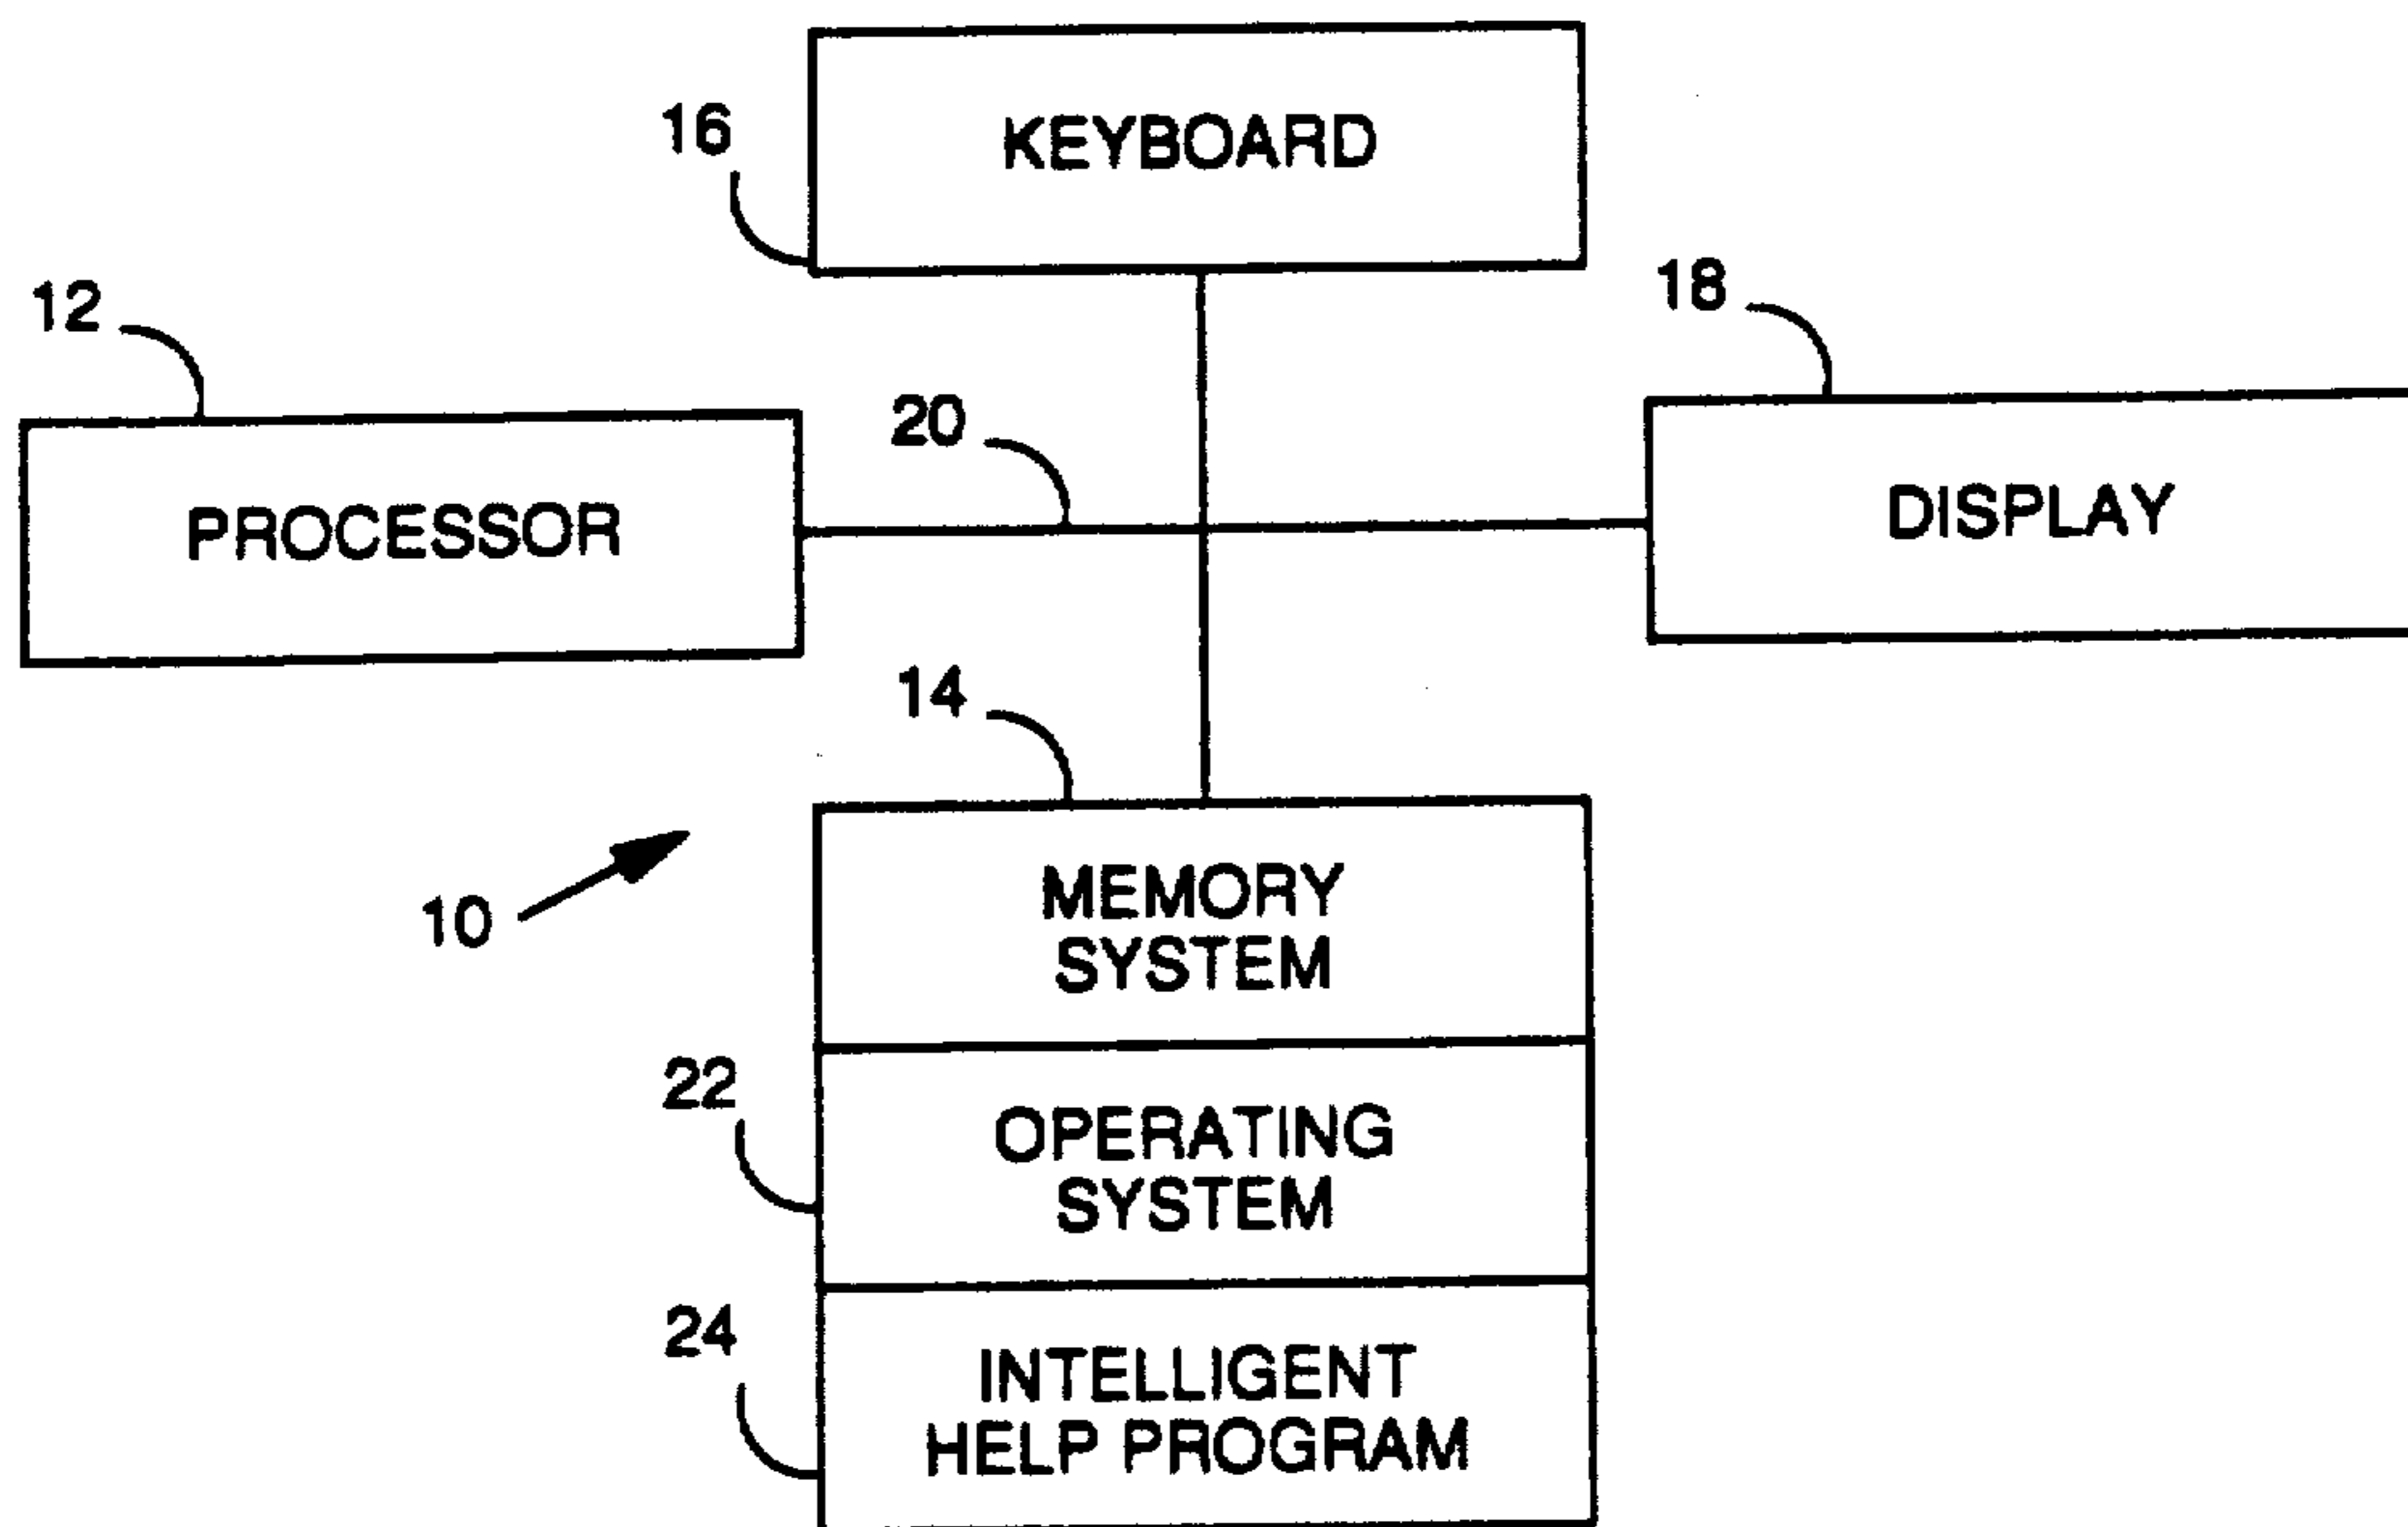 KEYBOARD
16
12
18
20
PROCESSOR
DISPLAY
14
10
MEMORY
SYSTEM
22
OPERATING
SYSTEM
24
INTELLIGENT
HELP PROGRAM